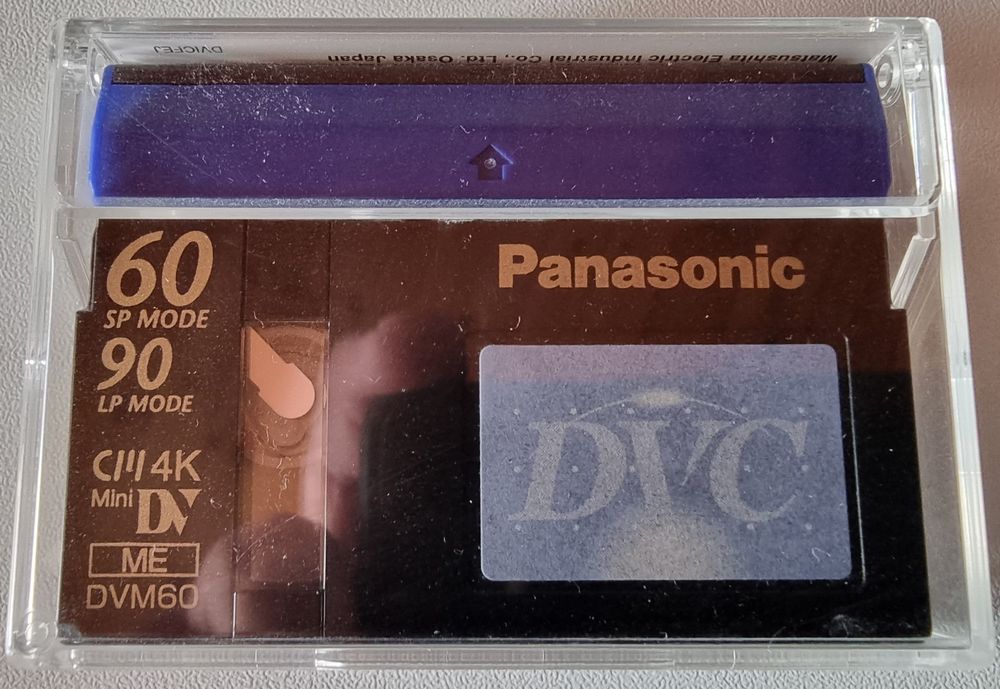 DVICFEJ
Matsushita Electric Industrial Co., Ltd. Osaka Japan
60
SP MODE
90
LP MODE
4K
Mini DV
ME
DVM60
Panasonic
DVC